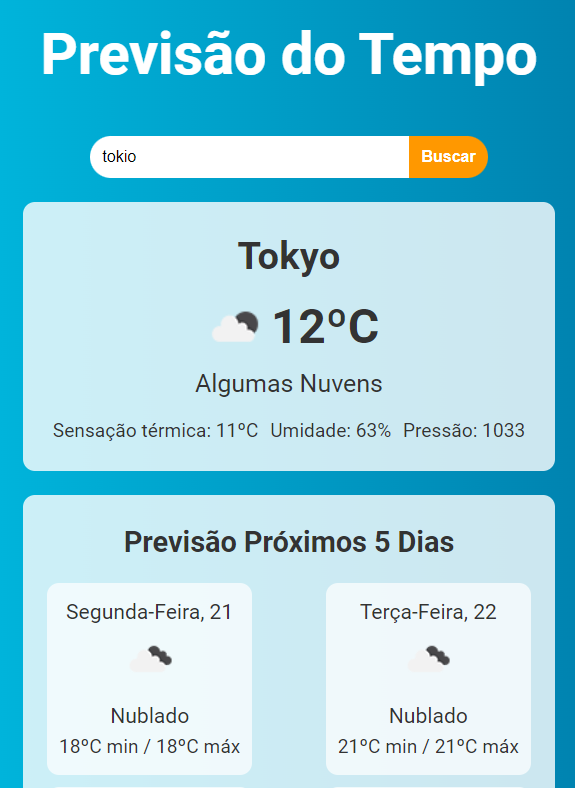 Previsão do Tempo
tokio
Buscar
Tokyo
12ºC
Algumas Nuvens
Sensação térmica: 11ºC Umidade: 63% Pressão: 1033
Previsão Próximos 5 Dias
Segunda-Feira, 21
Nublado
18ºC min / 18ºC máx
Terça-Feira, 22
Nublado
21ºC min / 21ºC máx